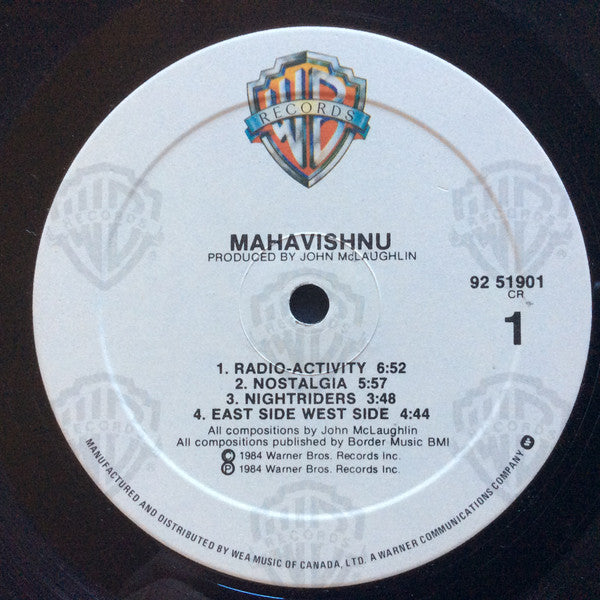 WB
RECORDS
MAHAVISHNU
PRODUCED BY JOHN McLAUGHLIN
92 51901
CR
1
1. RADIO-ACTIVITY 6:52
2. NOSTALGIA 5:57
3. NIGHTRIDERS 3:48
4. EAST SIDE WEST SIDE 4:44
All compositions by John McLaughlin
All compositions published by Border Music BMI
© 1984 Warner Bros. Records Inc.
℗ 1984 Warner Bros. Records Inc.
MANUFACTURED AND DISTRIBUTED BY WEA MUSIC OF CANADA, LTD. A WARNER COMMUNICATIONS COMPANY